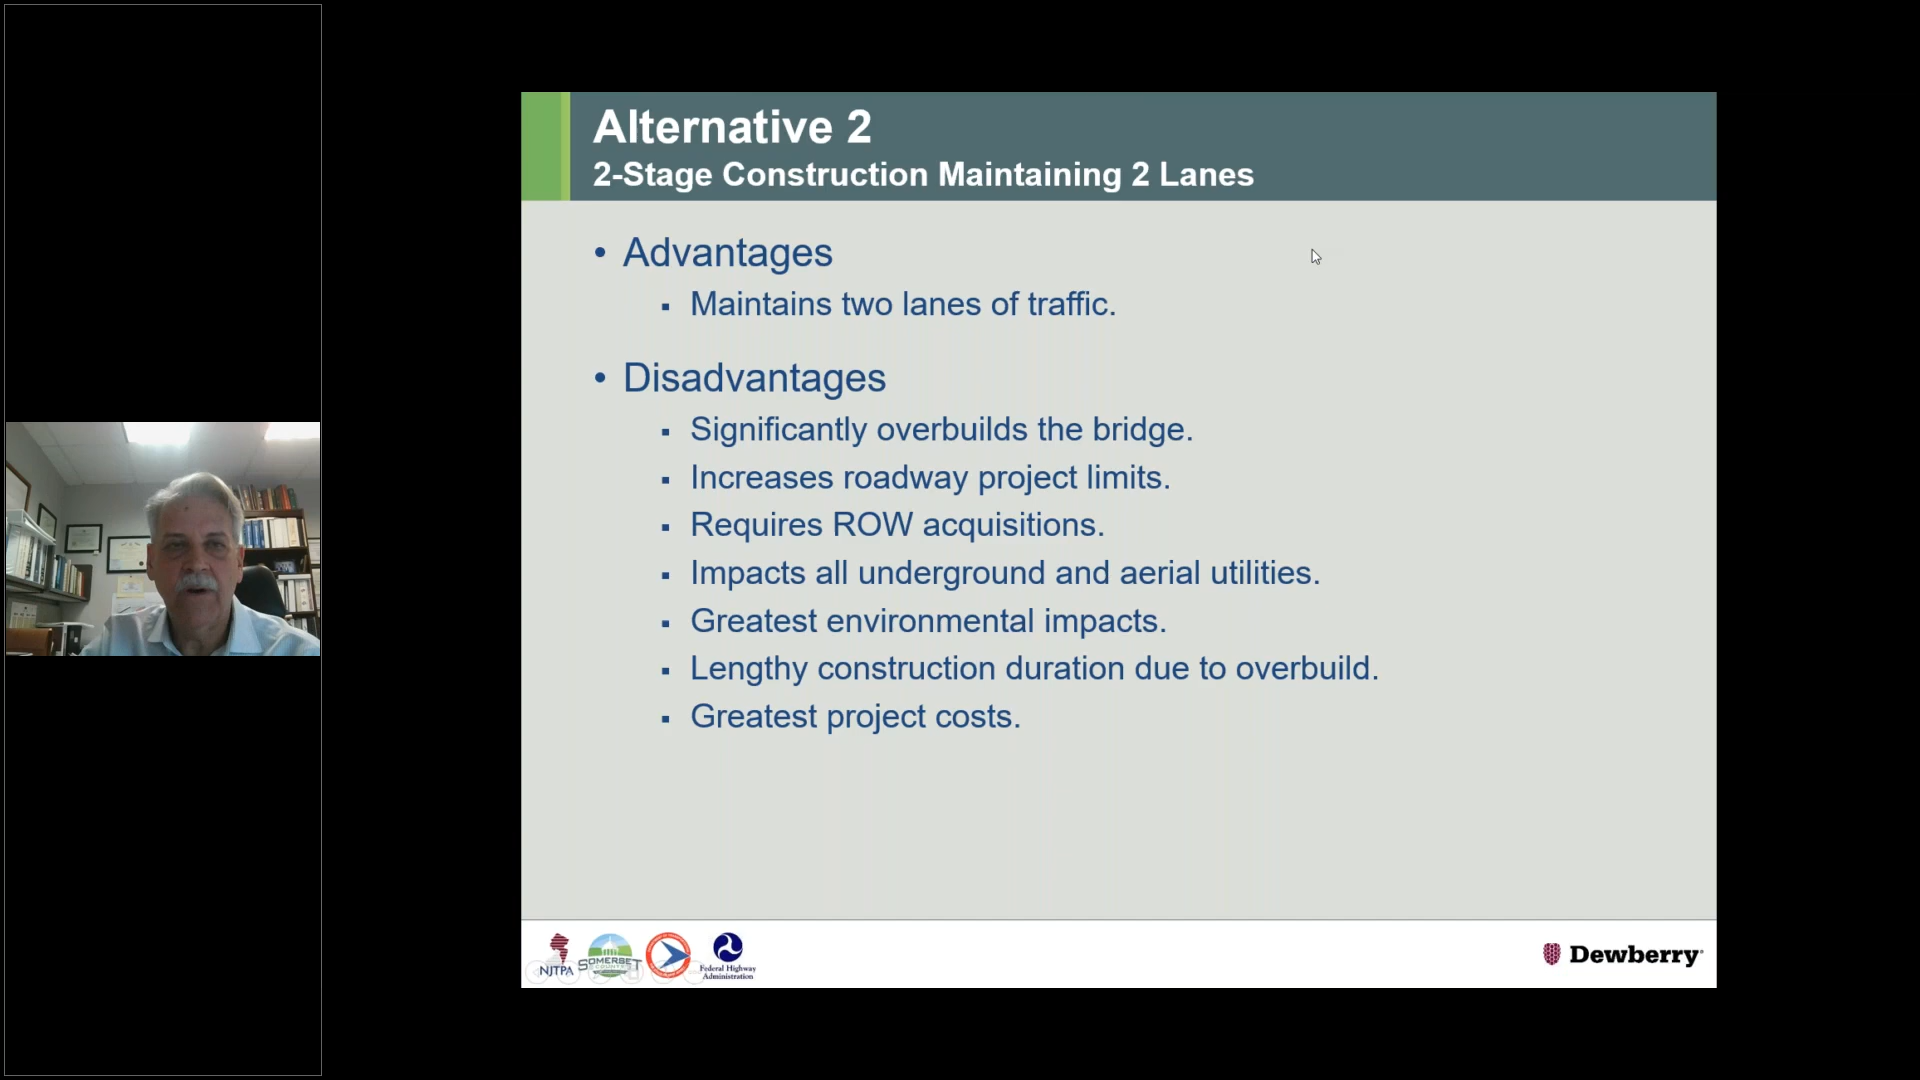 Alternative 2
2-Stage Construction Maintaining 2 Lanes
• Advantages
▪ Maintains two lanes of traffic.
• Disadvantages
▪ Significantly overbuilds the bridge.
▪ Increases roadway project limits.
▪ Requires ROW acquisitions.
▪ Impacts all underground and aerial utilities.
▪ Greatest environmental impacts.
▪ Lengthy construction duration due to overbuild.
▪ Greatest project costs.
NJTPA
SOMERSET
Federal Highway
Administration
Dewberry